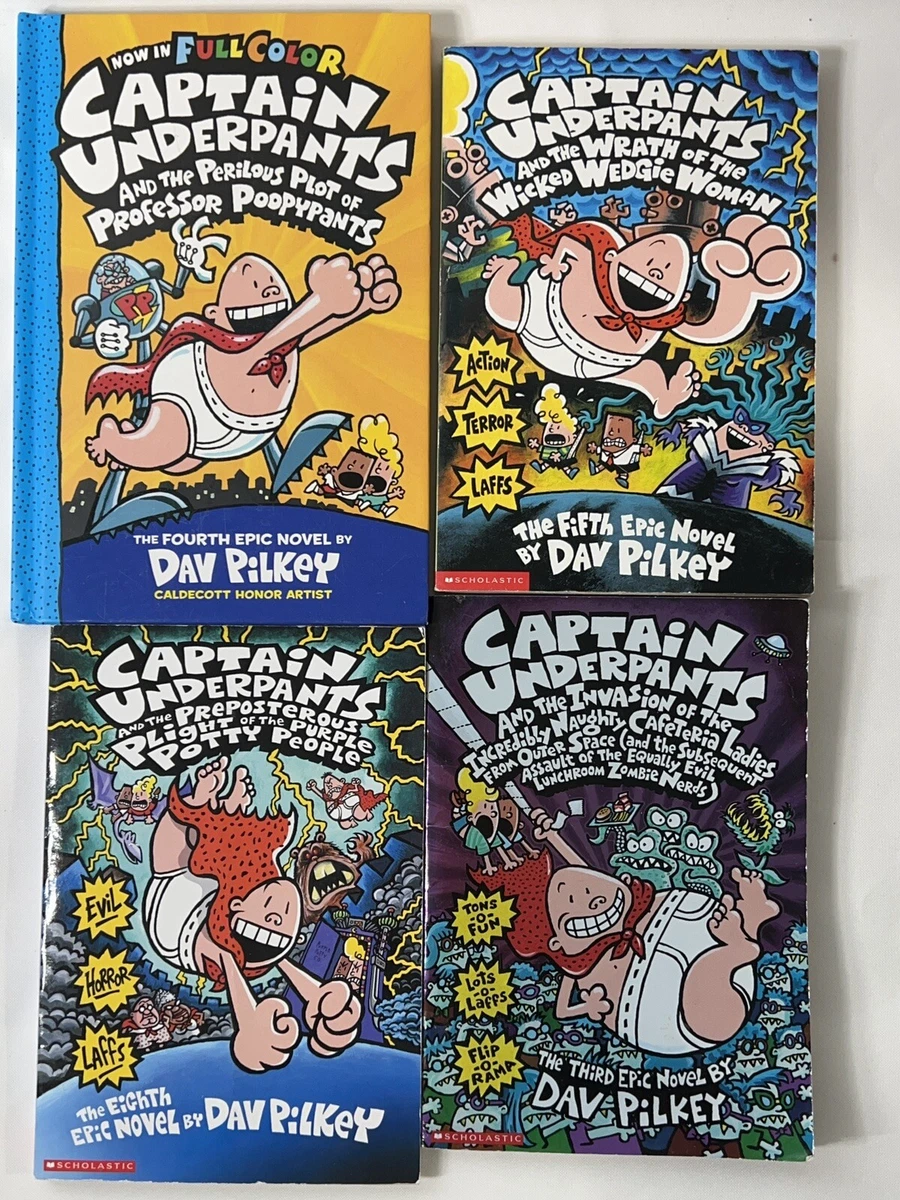 NOW IN FULL COLOR
CAPTAIN
UNDERPANTS
AND THE PERILOUS PLOT OF
PROFESSOR POOPYPANTS
PP
THE FOURTH EPIC NOVEL BY
DAV PILKEY
CALDECOTT HONOR ARTIST
CAPTAIN
UNDERPANTS
AND THE WRATH OF THE
WICKED WEDGIE WOMAN
ACTION
TERROR
LAFFS
THE FIFTH EPIC NOVEL
BY DAV PILKEY
SCHOLASTIC
CAPTAIN
UNDERPANTS
AND THE PREPOSTEROUS
PLIGHT OF THE PURPLE
POTTY PEOPLE
EVIL
HORROR
LAFFS
THE EIGHTH
EPIC NOVEL BY DAV PILKEY
SCHOLASTIC
CAPTAIN
UNDERPANTS
AND THE INVASION OF THE
INCREDIBLY NAUGHTY CAFETERIA LADIES
FROM OUTER SPACE (and the Subsequent
Assault of The Equally Evil
Lunchroom Zombie Nerds)
TONS
-O-
FUN
LOTS
-O-
LAFFS
FLIP
-O-
RAMA
THE THIRD EPIC NOVEL BY
DAV PILKEY
SCHOLASTIC